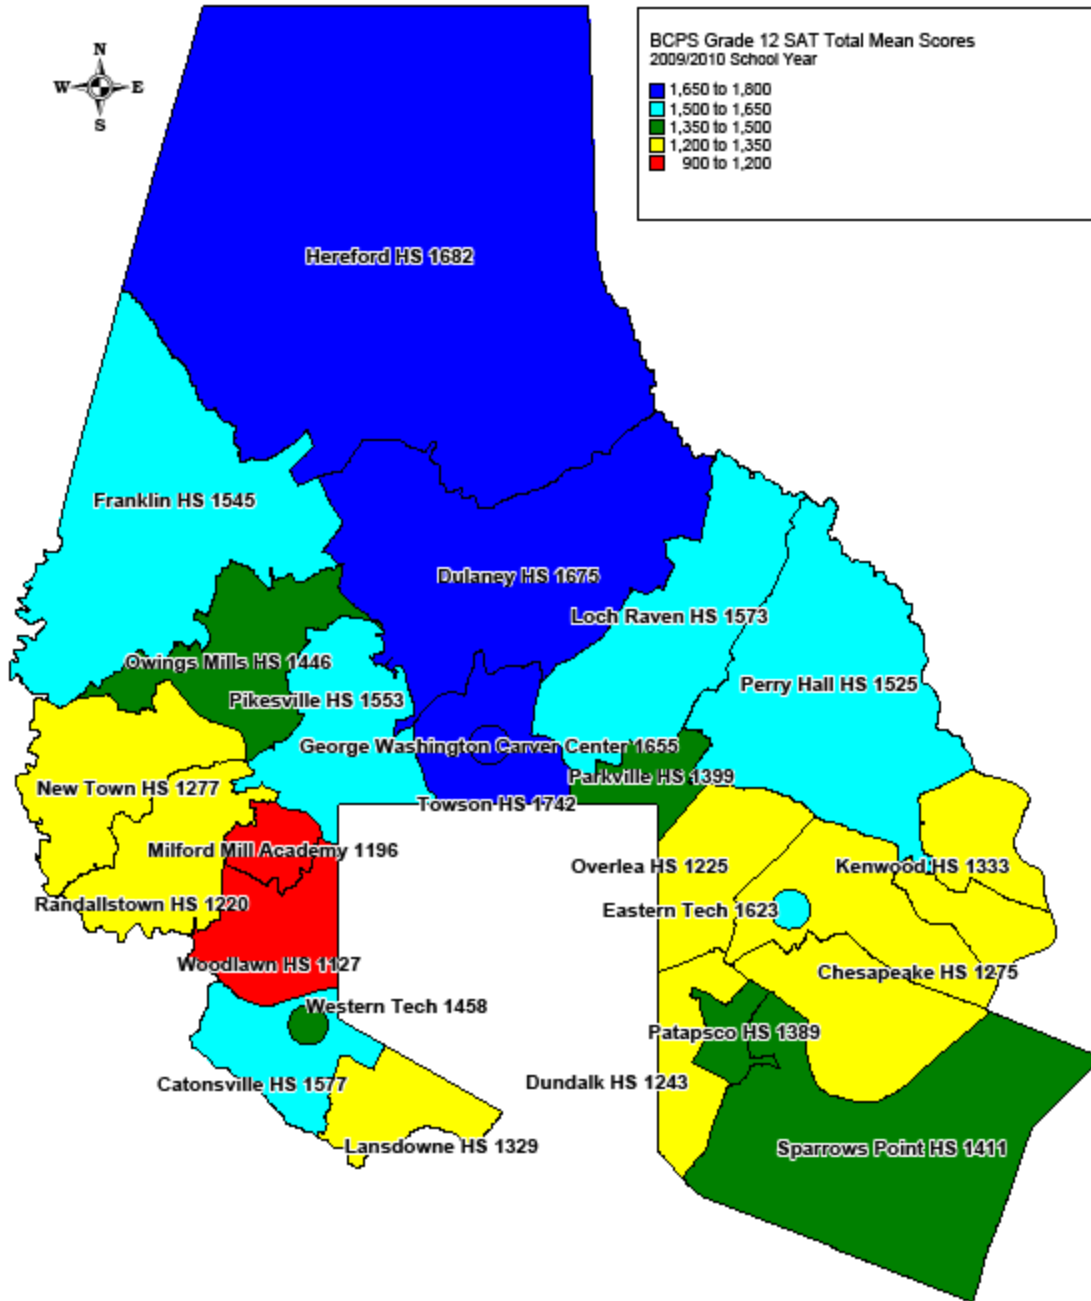 BCPS Grade 12 SAT Total Mean Scores
2009/2010 School Year
1,650 to 1,800
1,500 to 1,650
1,350 to 1,500
1,200 to 1,350
900 to 1,200
N
W E
S
Hereford HS 1682
Franklin HS 1545
Dulaney HS 1675
Loch Raven HS 1573
Owings Mills HS 1446
Perry Hall HS 1525
Pikesville HS 1553
George Washington Carver Center 1655
Parkville HS 1399
New Town HS 1277
Towson HS 1742
Milford Mill Academy 1196
Overlea HS 1225
Kenwood HS 1333
Randallstown HS 1220
Eastern Tech 1623
Woodlawn HS 1127
Chesapeake HS 1275
Western Tech 1458
Patapsco HS 1389
Catonsville HS 1577
Dundalk HS 1243
Lansdowne HS 1329
Sparrows Point HS 1411